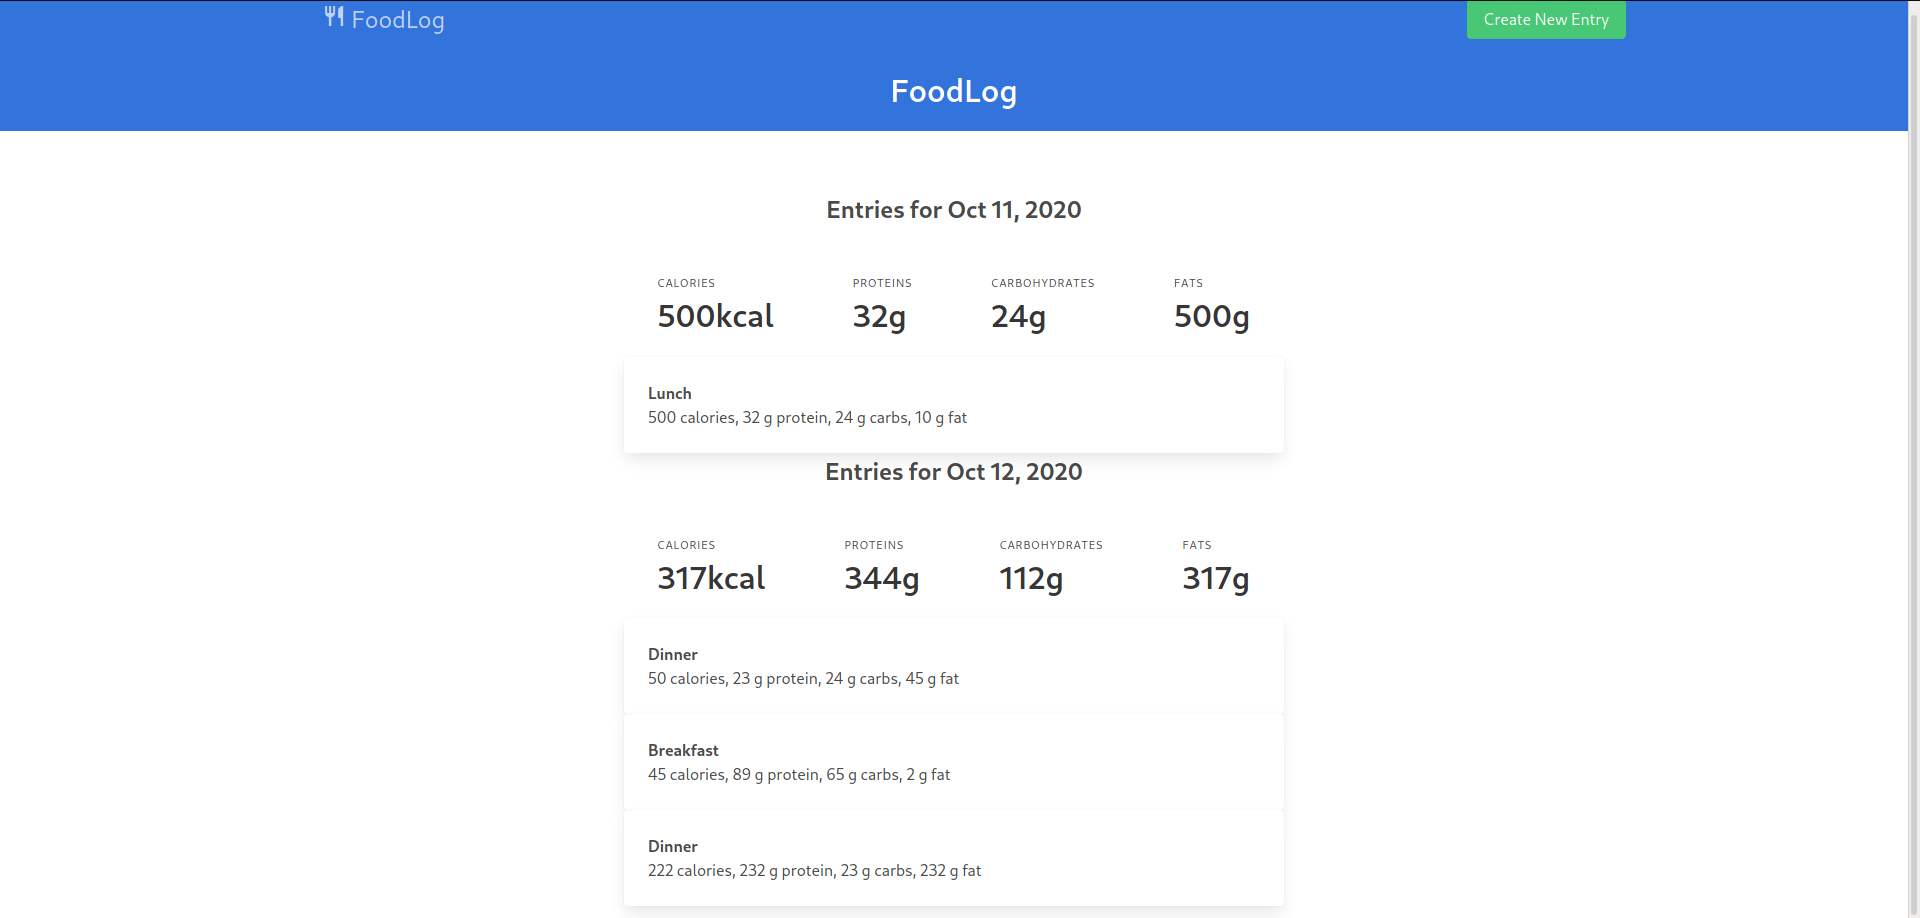 FoodLog
Create New Entry
FoodLog
Entries for Oct 11, 2020
CALORIES PROTEINS CARBOHYDRATES FATS
500kcal 32g 24g 500g
Lunch
500 calories, 32 g protein, 24 g carbs, 10 g fat
Entries for Oct 12, 2020
CALORIES PROTEINS CARBOHYDRATES FATS
317kcal 344g 112g 317g
Dinner
50 calories, 23 g protein, 24 g carbs, 45 g fat
Breakfast
45 calories, 89 g protein, 65 g carbs, 2 g fat
Dinner
222 calories, 232 g protein, 23 g carbs, 232 g fat